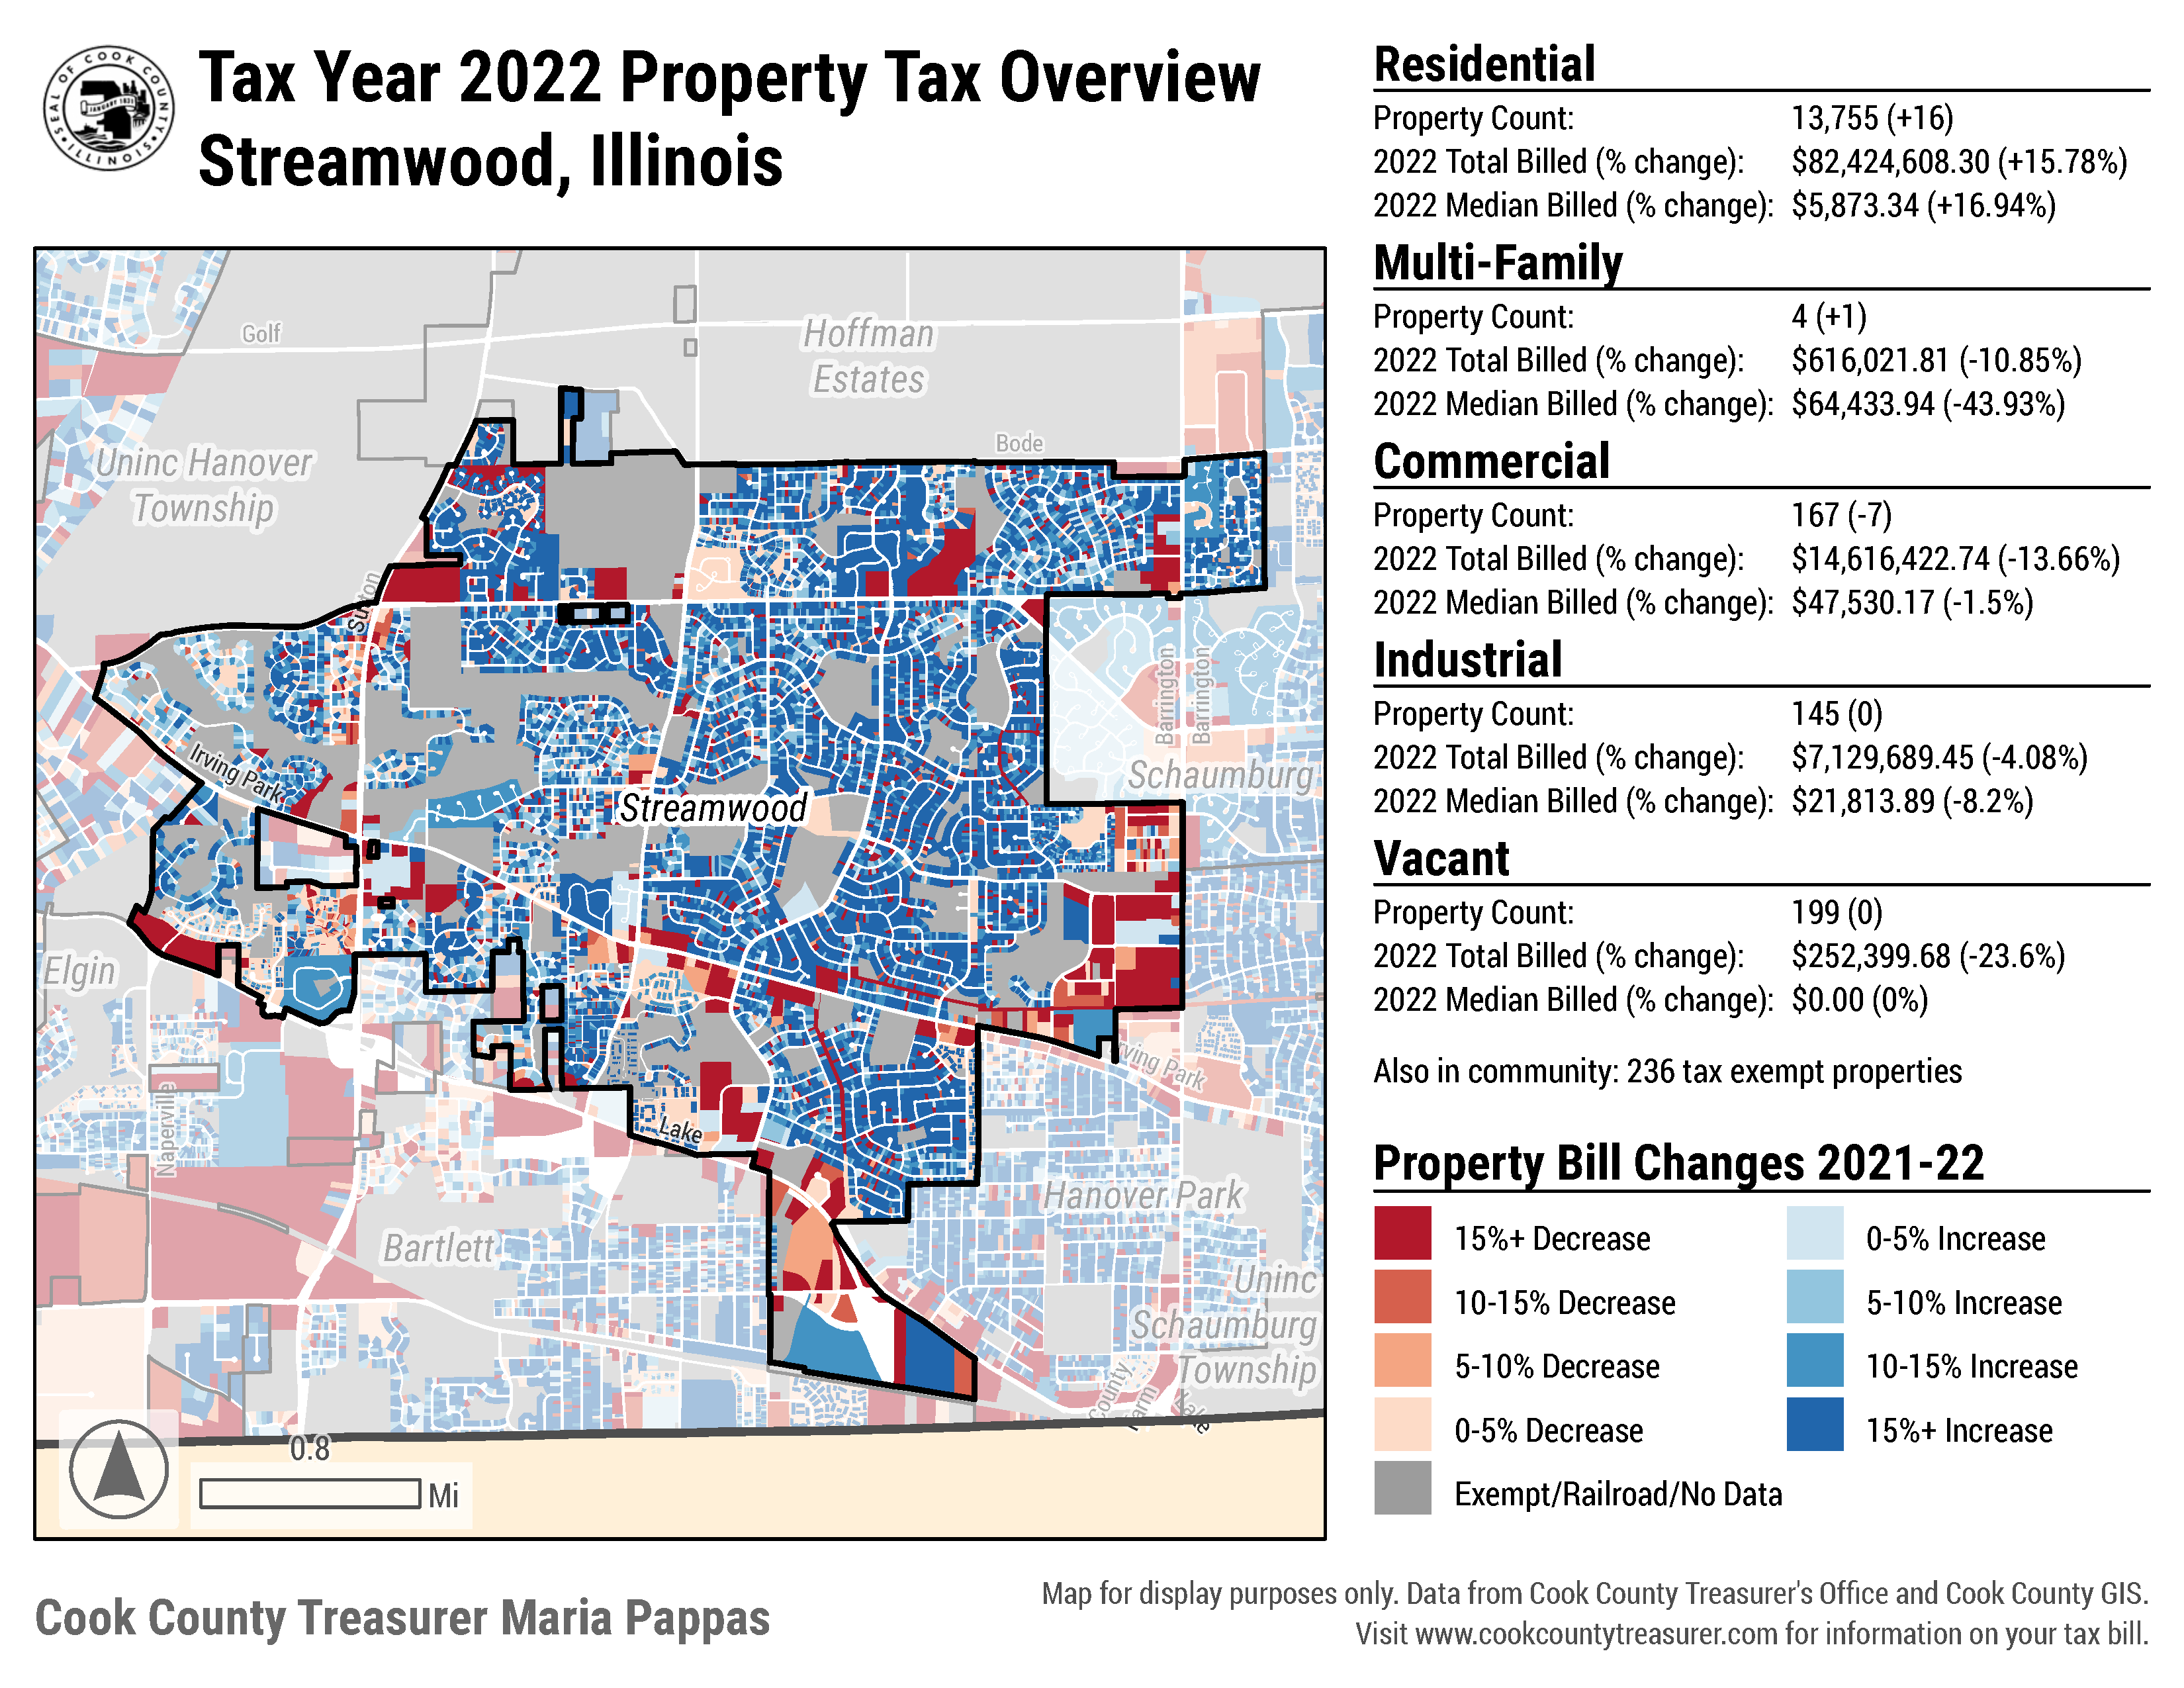 SEAL OF COOK COUNTY
JANUARY 1831
ILLINOIS
Tax Year 2022 Property Tax Overview
Streamwood, Illinois
Golf
Hoffman
Estates
Bode
Uninc Hanover
Township
Sutton
Irving Park
Barrington
Barrington
Schaumburg
Streamwood
Elgin
Irving Park
Naperville
Lake
Hanover Park
Bartlett
Uninc
Schaumburg
Township
County
Farm
Lake
0.8
Mi
Residential
Property Count: 13,755 (+16)
2022 Total Billed (% change): $82,424,608.30 (+15.78%)
2022 Median Billed (% change): $5,873.34 (+16.94%)
Multi-Family
Property Count: 4 (+1)
2022 Total Billed (% change): $616,021.81 (-10.85%)
2022 Median Billed (% change): $64,433.94 (-43.93%)
Commercial
Property Count: 167 (-7)
2022 Total Billed (% change): $14,616,422.74 (-13.66%)
2022 Median Billed (% change): $47,530.17 (-1.5%)
Industrial
Property Count: 145 (0)
2022 Total Billed (% change): $7,129,689.45 (-4.08%)
2022 Median Billed (% change): $21,813.89 (-8.2%)
Vacant
Property Count: 199 (0)
2022 Total Billed (% change): $252,399.68 (-23.6%)
2022 Median Billed (% change): $0.00 (0%)
Also in community: 236 tax exempt properties
Property Bill Changes 2021-22
15%+ Decrease
10-15% Decrease
5-10% Decrease
0-5% Decrease
Exempt/Railroad/No Data
0-5% Increase
5-10% Increase
10-15% Increase
15%+ Increase
Cook County Treasurer Maria Pappas
Map for display purposes only. Data from Cook County Treasurer's Office and Cook County GIS.
Visit www.cookcountytreasurer.com for information on your tax bill.